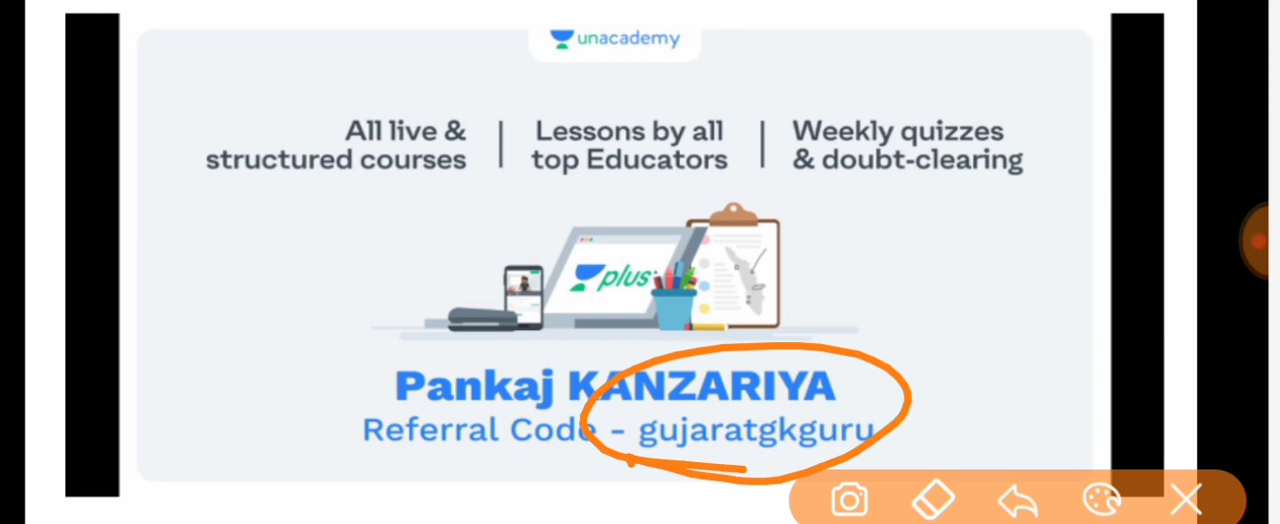 unacademy
All live &
structured courses
Lessons by all
top Educators
Weekly quizzes
& doubt-clearing
plus
Pankaj KANZARIYA
Referral Code - gujaratgkguru